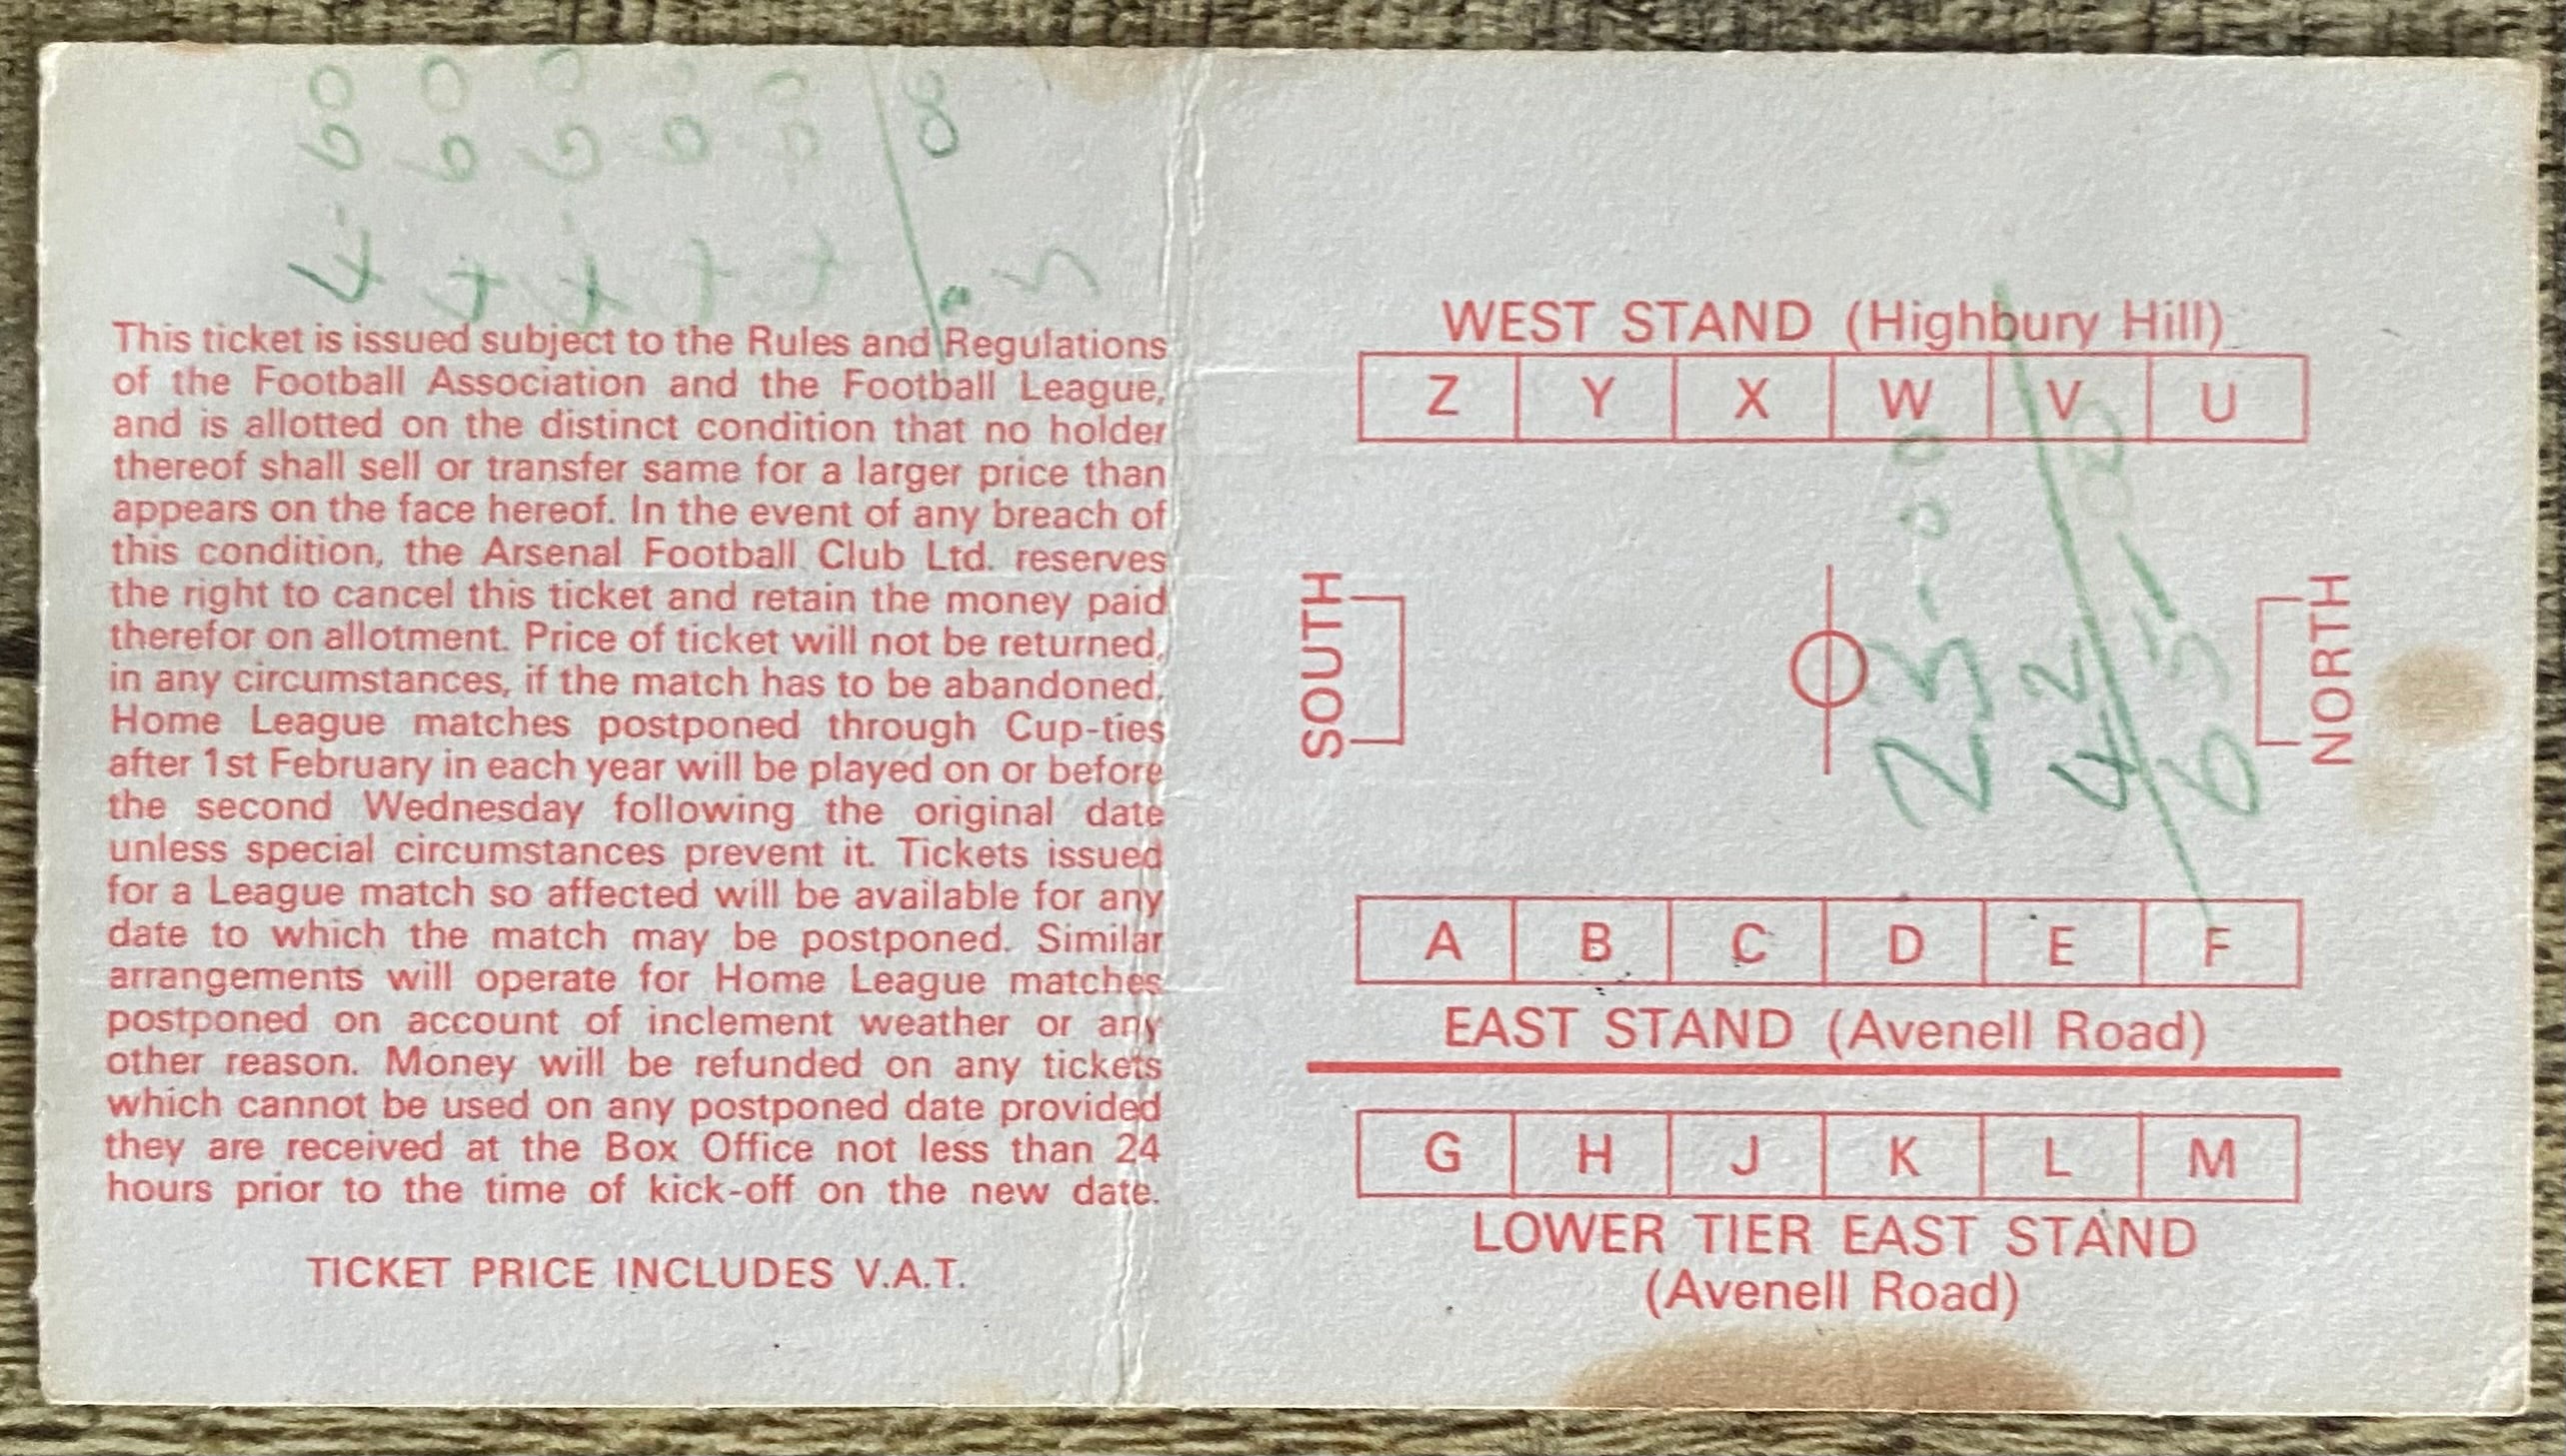 This ticket is issued subject to the Rules and Regulations
of the Football Association and the Football League,
and is allotted on the distinct condition that no holder
thereof shall sell or transfer same for a larger price than
appears on the face hereof. In the event of any breach of
this condition, the Arsenal Football Club Ltd. reserves
the right to cancel this ticket and retain the money paid
therefor on allotment. Price of ticket will not be returned,
in any circumstances, if the match has to be abandoned.
Home League matches postponed through Cup-ties
after 1st February in each year will be played on or before
the second Wednesday following the original date
unless special circumstances prevent it. Tickets issued
for a League match so affected will be available for any
date to which the match may be postponed. Similar
arrangements will operate for Home League matches
postponed on account of inclement weather or any
other reason. Money will be refunded on any tickets
which cannot be used on any postponed date provided
they are received at the Box Office not less than 24
hours prior to the time of kick-off on the new date.
TICKET PRICE INCLUDES V.A.T.
WEST STAND (Highbury Hill)
Z Y X W V U
SOUTH
NORTH
23-00
42
65-00
A B C D E F
EAST STAND (Avenell Road)
G H J K L M
LOWER TIER EAST STAND
(Avenell Road)